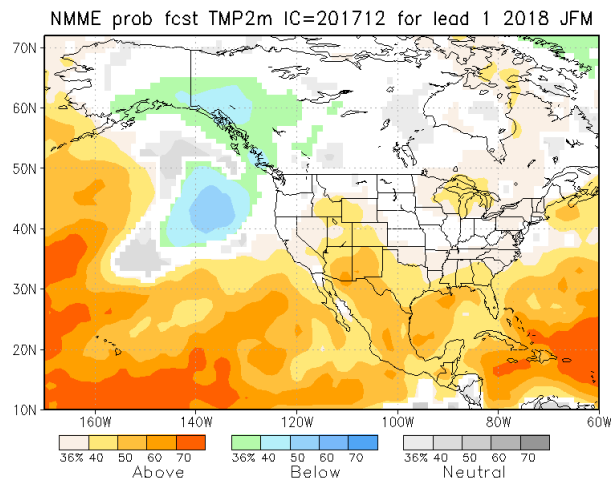 NMME prob fcst TMP2m IC=201712 for lead 1 2018 JFM
70N
60N
50N
40N
30N
20N
10N
160W 140W 120W 100W 80W 60W
36% 40 50 60 70 36% 40 50 60 70 36% 40 50 60 70
Above Below Neutral